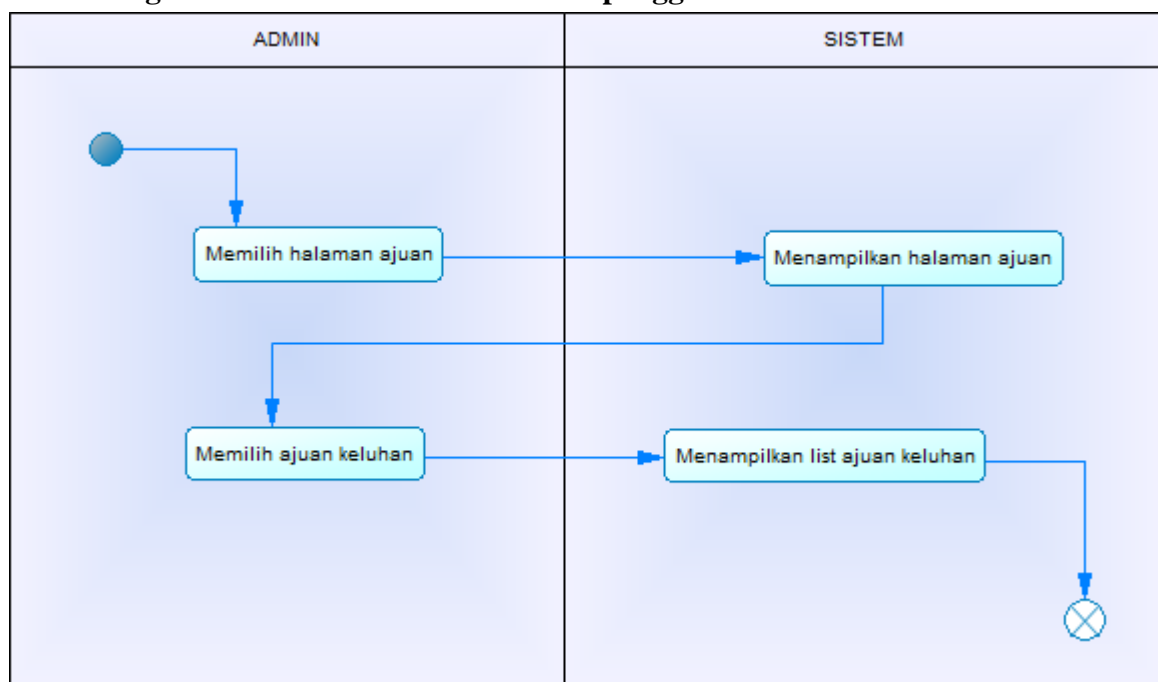 ADMIN
SISTEM
Memilih halaman ajuan
Menampilkan halaman ajuan
Memilih ajuan keluhan
Menampilkan list ajuan keluhan